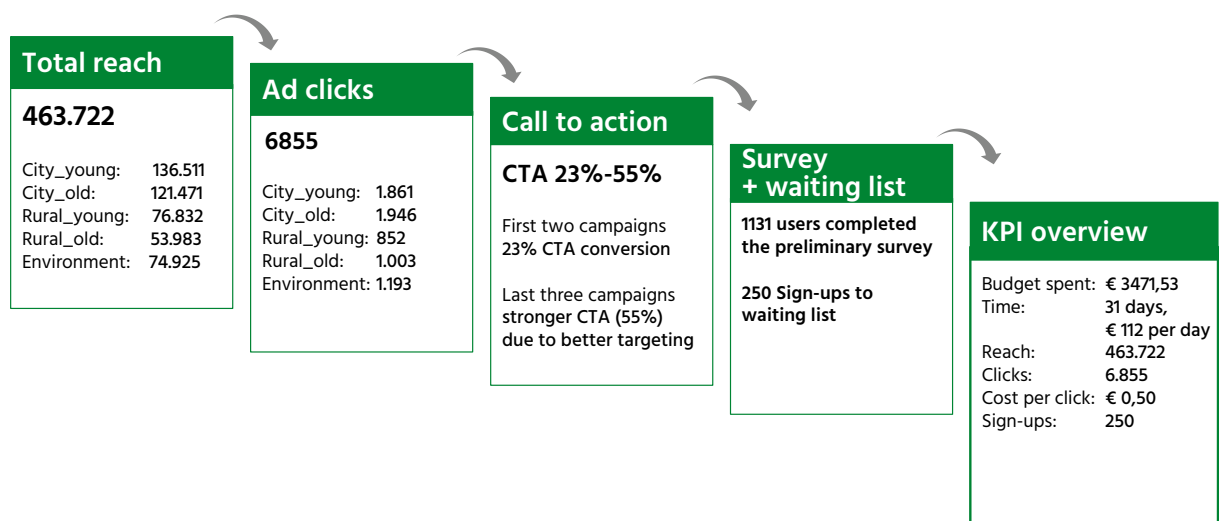 Total reach
463.722
City_young: 136.511
City_old: 121.471
Rural_young: 76.832
Rural_old: 53.983
Environment: 74.925
Ad clicks
6855
City_young: 1.861
City_old: 1.946
Rural_young: 852
Rural_old: 1.003
Environment: 1.193
Call to action
CTA 23%-55%
First two campaigns
23% CTA conversion
Last three campaigns
stronger CTA (55%)
due to better targeting
Survey
+ waiting list
1131 users completed
the preliminary survey
250 Sign-ups to
waiting list
KPI overview
Budget spent: € 3471,53
Time: 31 days,
€ 112 per day
Reach: 463.722
Clicks: 6.855
Cost per click: € 0,50
Sign-ups: 250